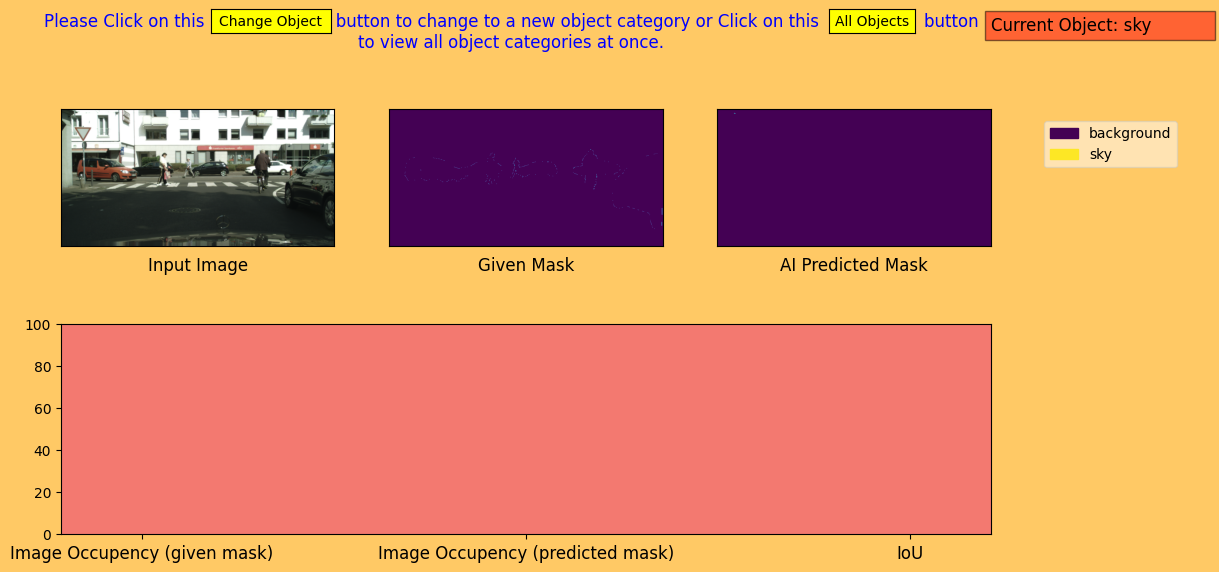 Please Click on this Change Object button to change to a new object category or Click on this All Objects button
to view all object categories at once.
Current Object: sky
background
sky
Input Image
Given Mask
AI Predicted Mask
100
80
60
40
20
0
Image Occupancy (given mask)
Image Occupancy (predicted mask)
IoU